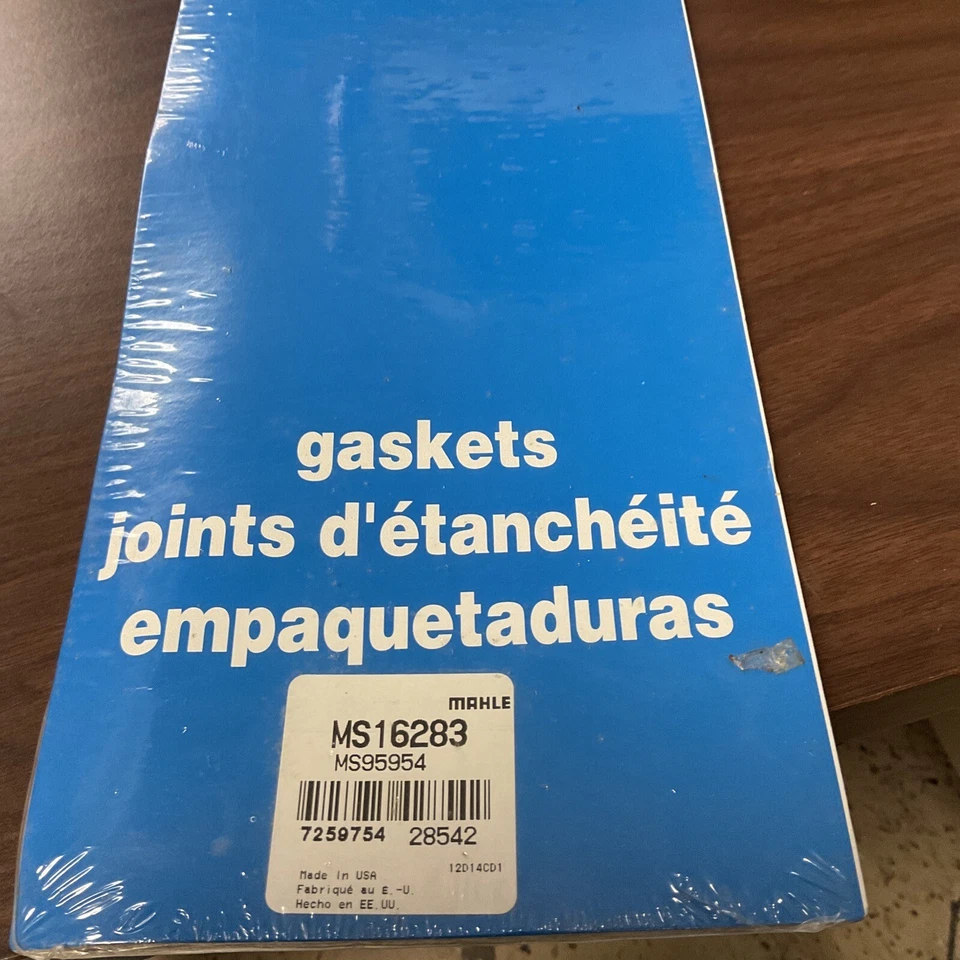 gaskets
joints d'étanchéité
empaquetaduras
MAHLE
MS16283
MS95954
7259754 28542
12D14CD1
Made In USA
Fabriqué au E.-U.
Hecho en EE.UU.